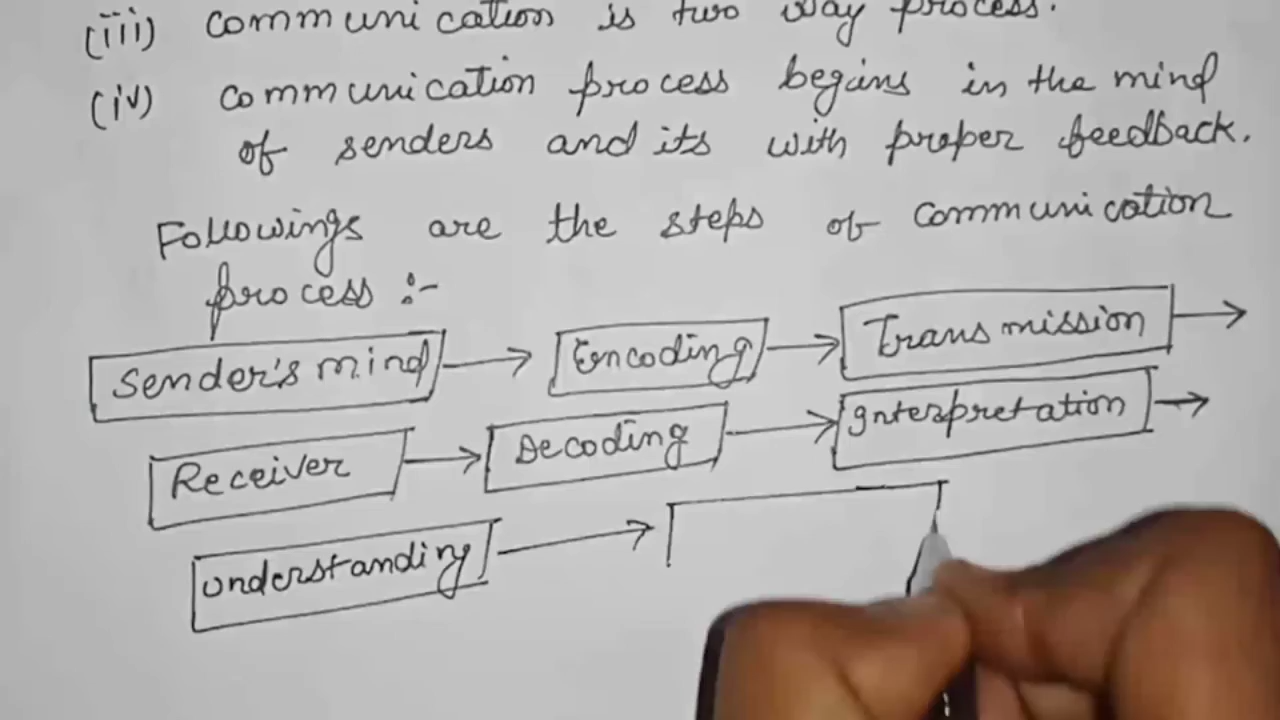 (iii) communication is two way process.
(iv) communication process begins in the mind
of senders and its with proper feedback.
Followings are the steps of communication
process :-
Sender's mind → Encoding → Transmission →
Receiver → Decoding → Interpretation →
Understanding →